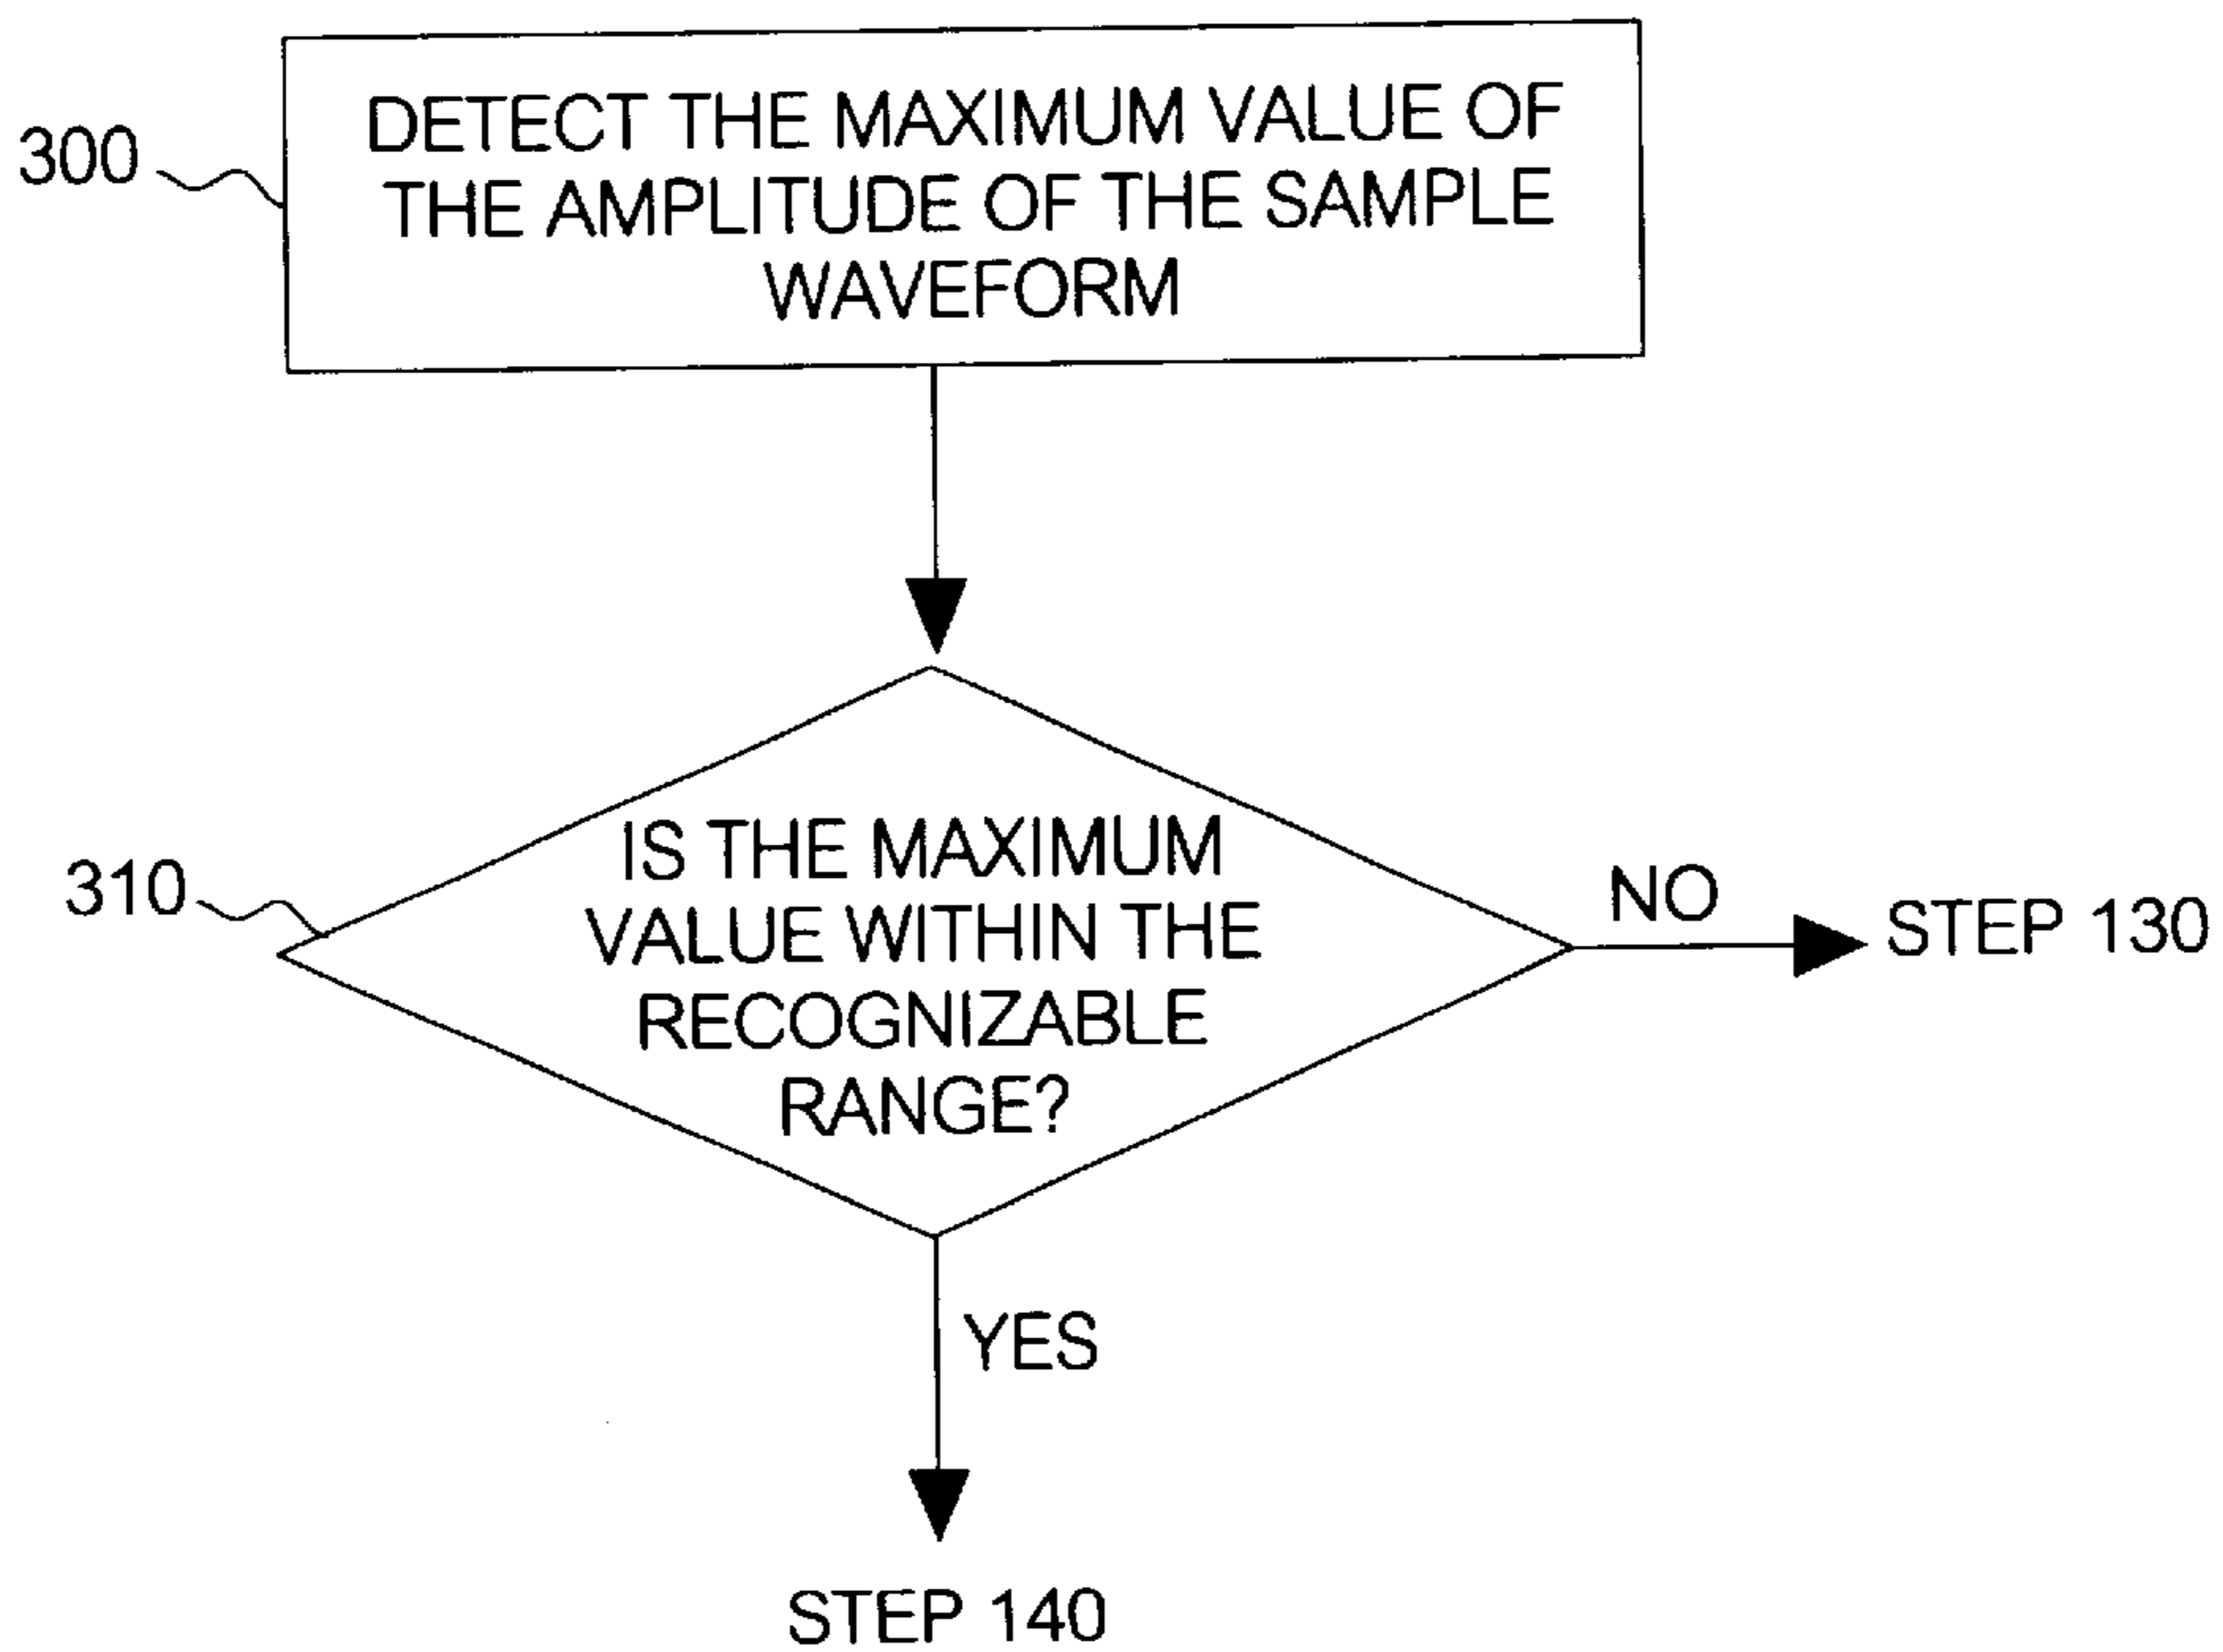 300
DETECT THE MAXIMUM VALUE OF
THE AMPLITUDE OF THE SAMPLE
WAVEFORM
310
IS THE MAXIMUM
VALUE WITHIN THE
RECOGNIZABLE
RANGE?
NO
STEP 130
YES
STEP 140